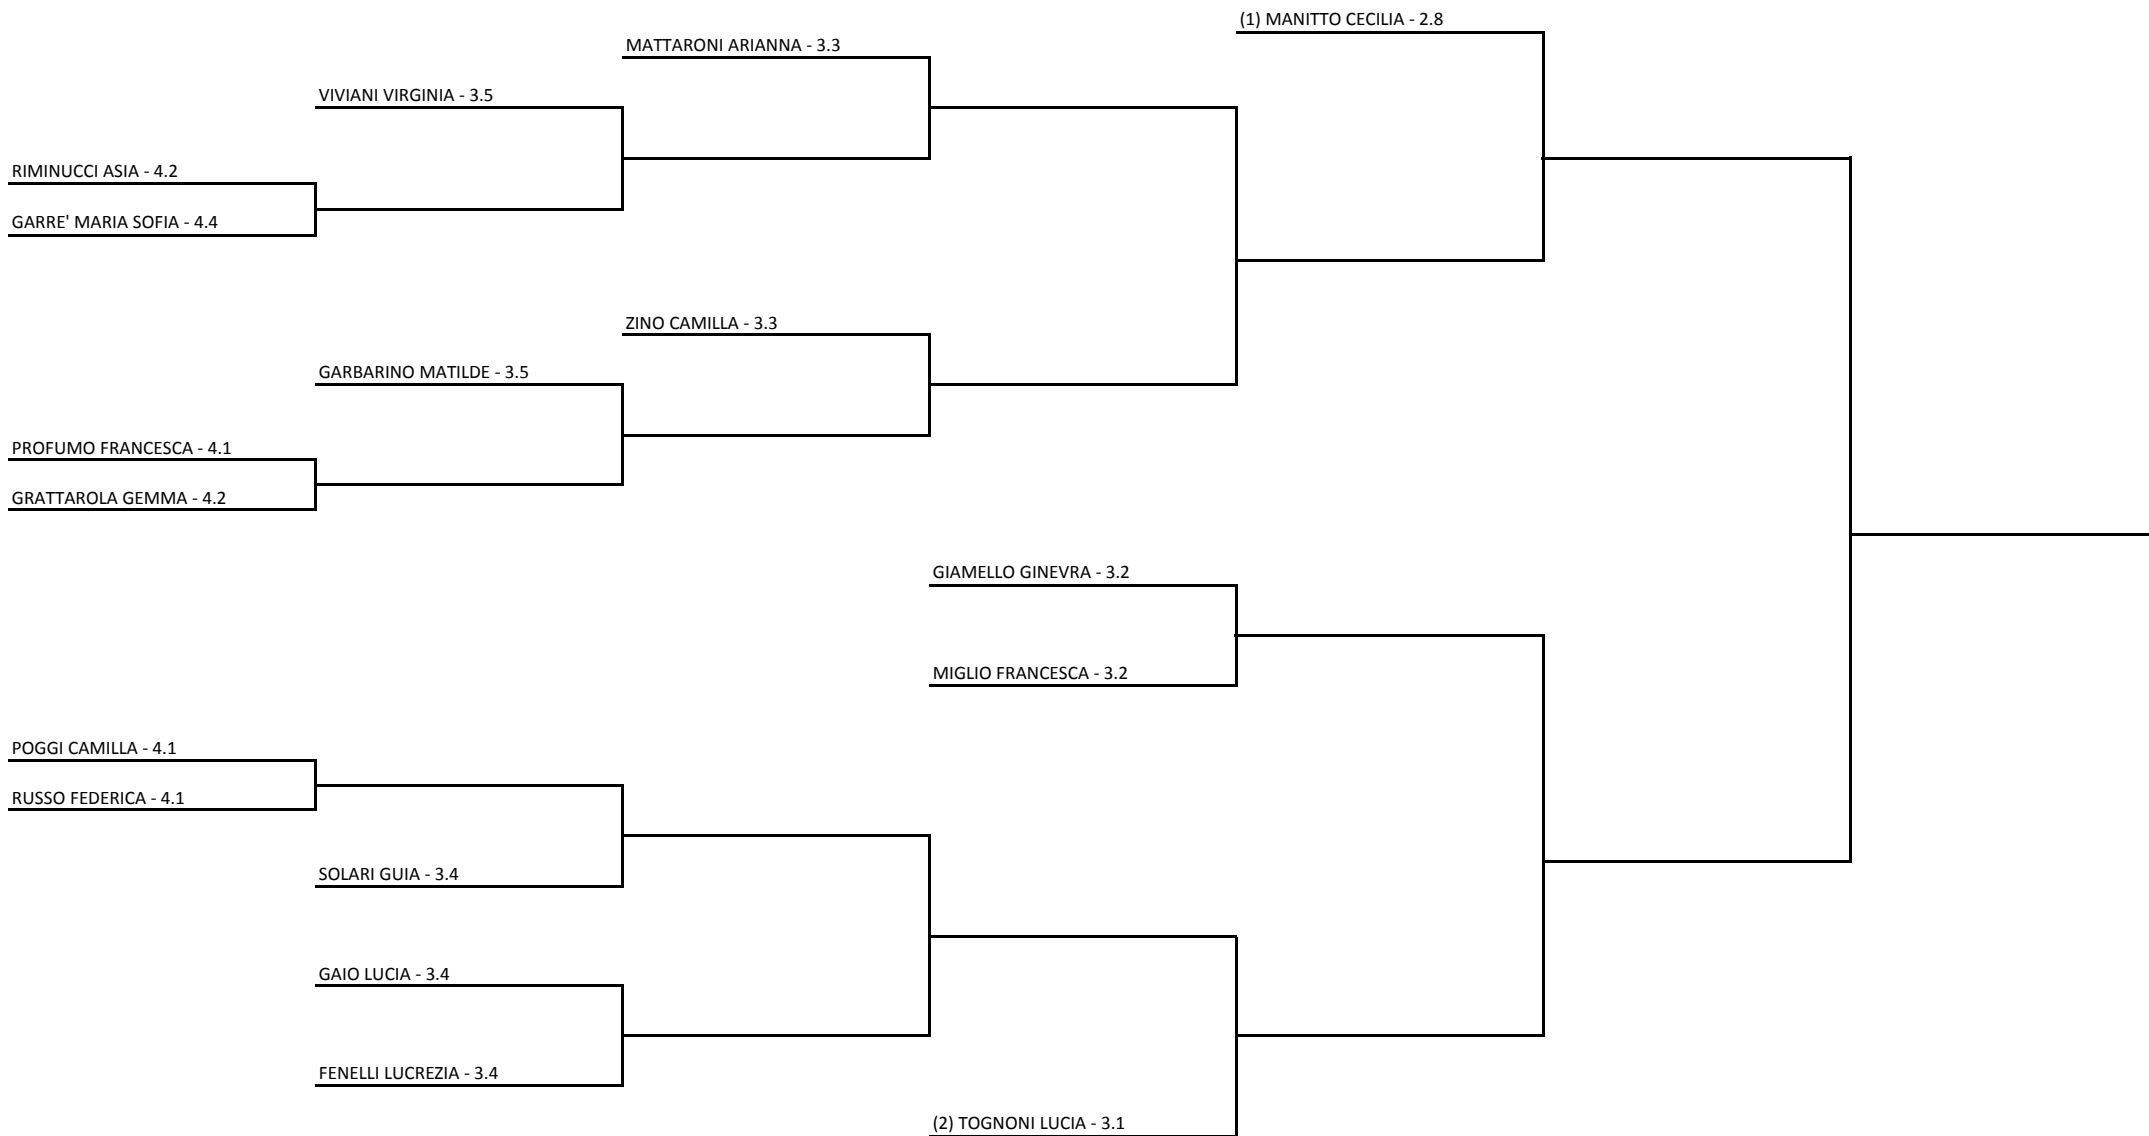 (1) MANITTO CECILIA - 2.8
MATTARONI ARIANNA - 3.3
VIVIANI VIRGINIA - 3.5
RIMINUCCI ASIA - 4.2
GARRE' MARIA SOFIA - 4.4
ZINO CAMILLA - 3.3
GARBARINO MATILDE - 3.5
PROFUMO FRANCESCA - 4.1
GRATTAROLA GEMMA - 4.2
GIAMELLO GINEVRA - 3.2
MIGLIO FRANCESCA - 3.2
POGGI CAMILLA - 4.1
RUSSO FEDERICA - 4.1
SOLARI GUIA - 3.4
GAIO LUCIA - 3.4
FENELLI LUCREZIA - 3.4
(2) TOGNONI LUCIA - 3.1